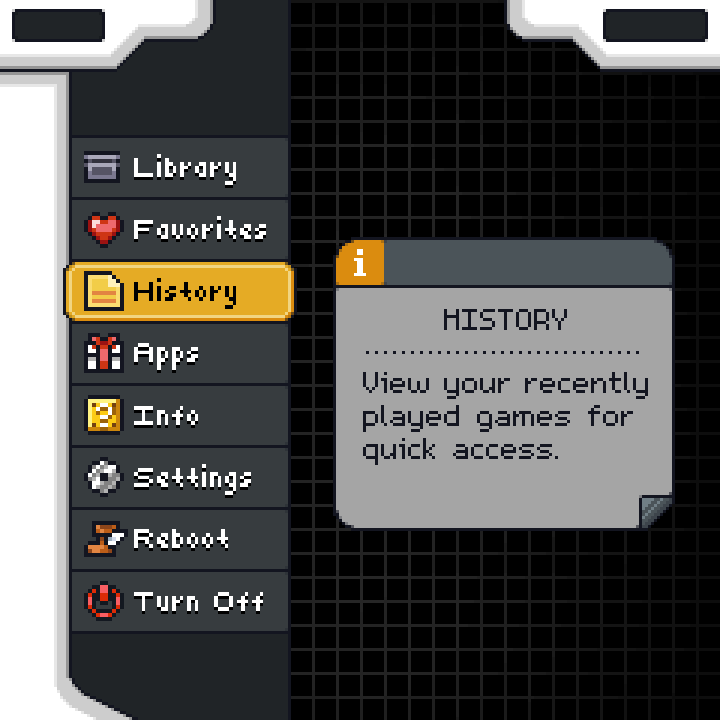 Library
Favorites
History
Apps
Info
Settings
Reboot
Turn Off
i
HISTORY
View your recently
played games for
quick access.